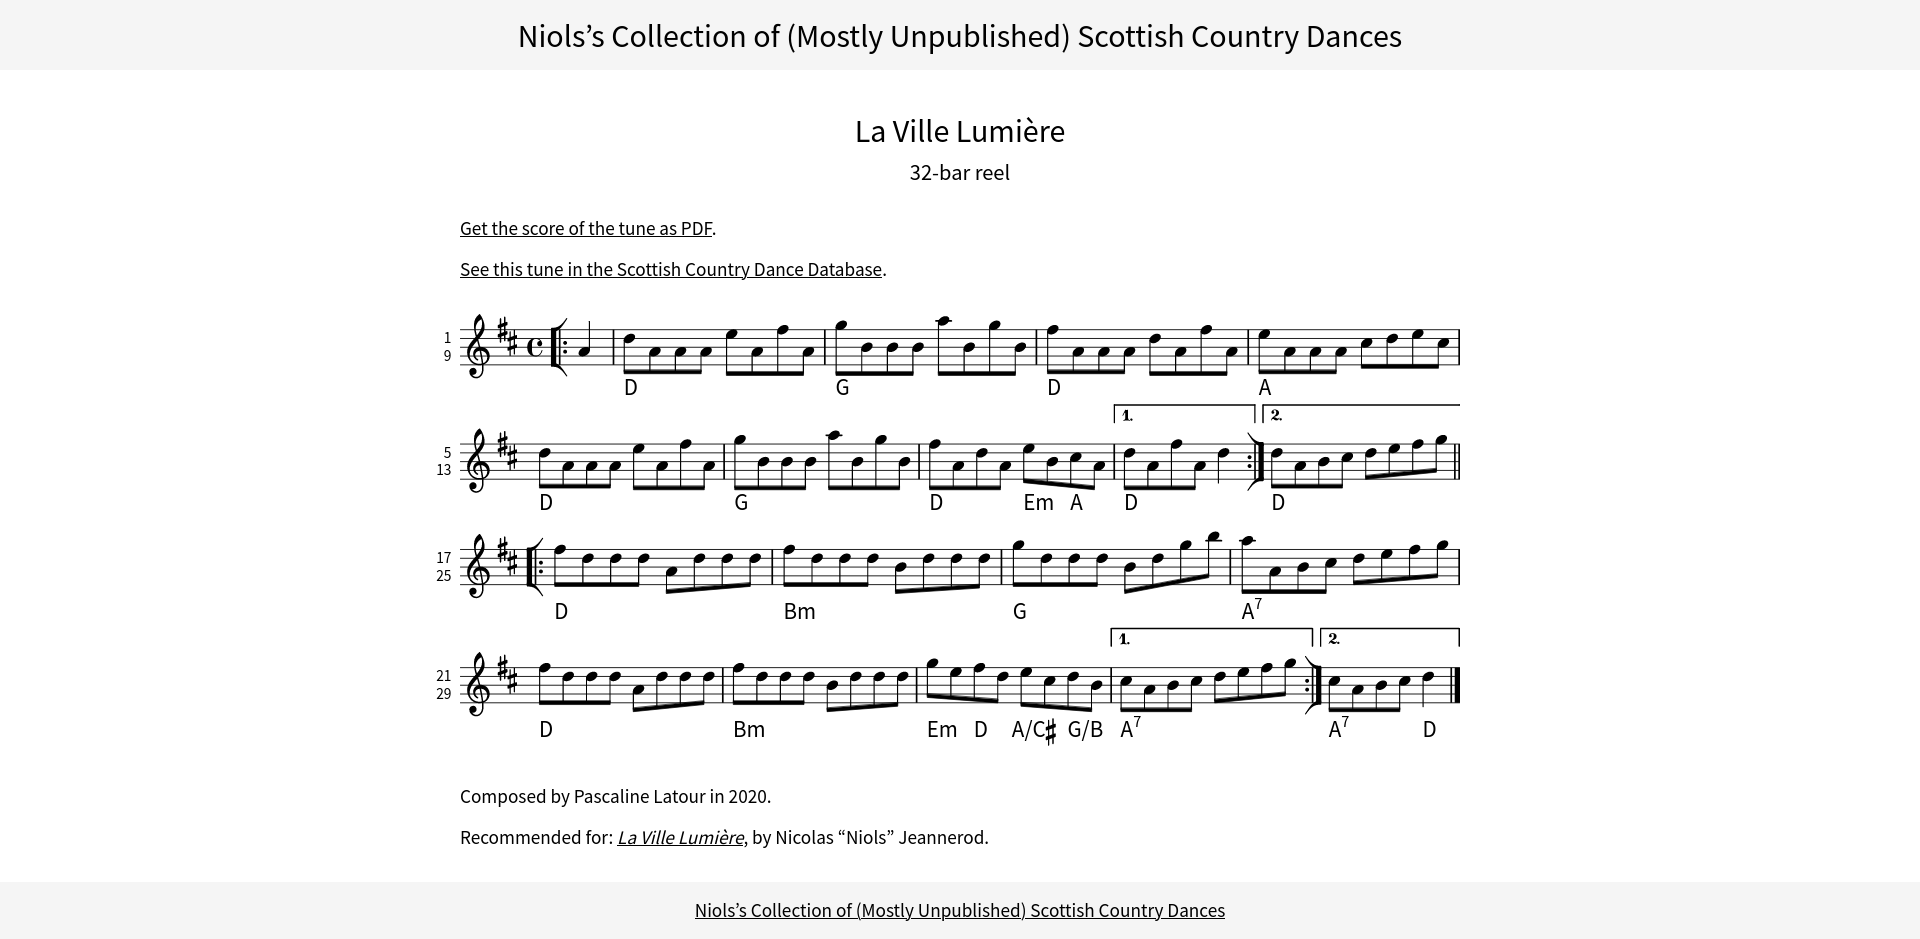 Niols’s Collection of (Mostly Unpublished) Scottish Country Dances
La Ville Lumière
32-bar reel
Get the score of the tune as PDF.
See this tune in the Scottish Country Dance Database.
1
9
D G D A
1. 2.
5
13
D G D Em A D D
17
25
D Bm G A7
1. 2.
21
29
D Bm Em D A/C♯ G/B A7 A7 D
Composed by Pascaline Latour in 2020.
Recommended for: La Ville Lumière, by Nicolas “Niols” Jeannerod.
Niols’s Collection of (Mostly Unpublished) Scottish Country Dances